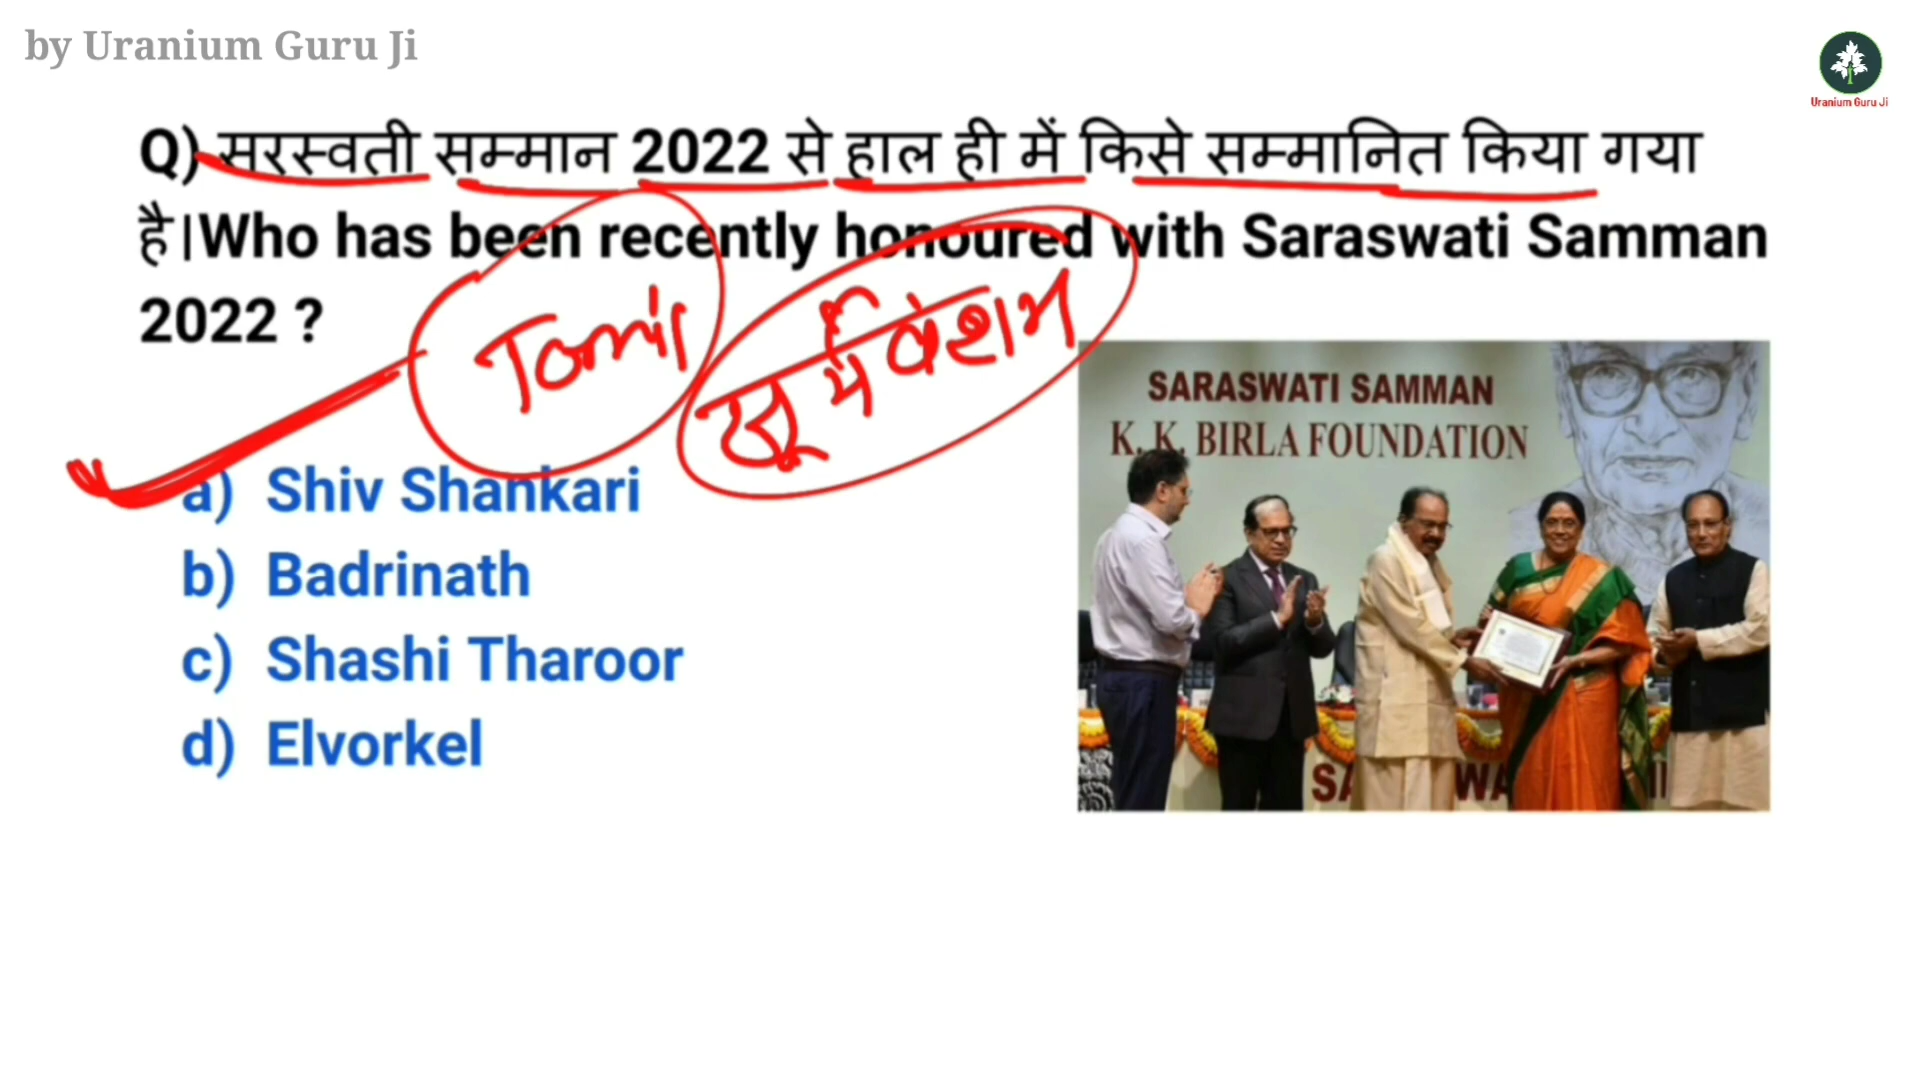 by Uranium Guru Ji
Uranium Guru Ji
Q) सरस्वती सम्मान 2022 से हाल ही में किसे सम्मानित किया गया
है|Who has been recently honoured with Saraswati Samman
2022 ?
Tamil
सूर्य वंशम
a) Shiv Shankari
b) Badrinath
c) Shashi Tharoor
d) Elvorkel
SARASWATI SAMMAN
K. K. BIRLA FOUNDATION